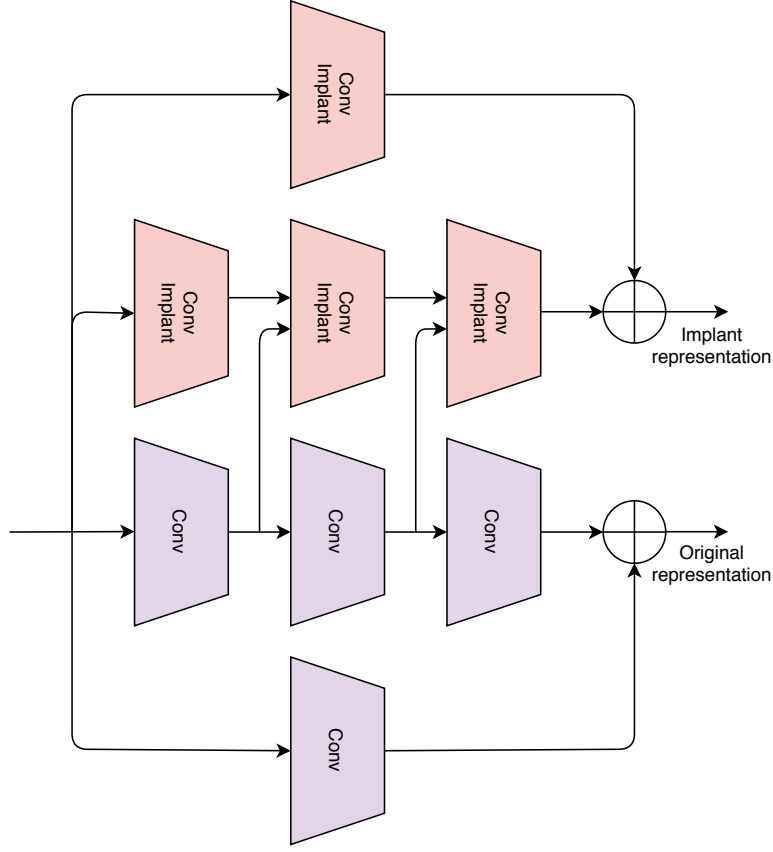 Conv
Implant
Conv
Implant
Conv
Implant
Conv
Implant
Implant
representation
Conv
Conv
Conv
Original
representation
Conv